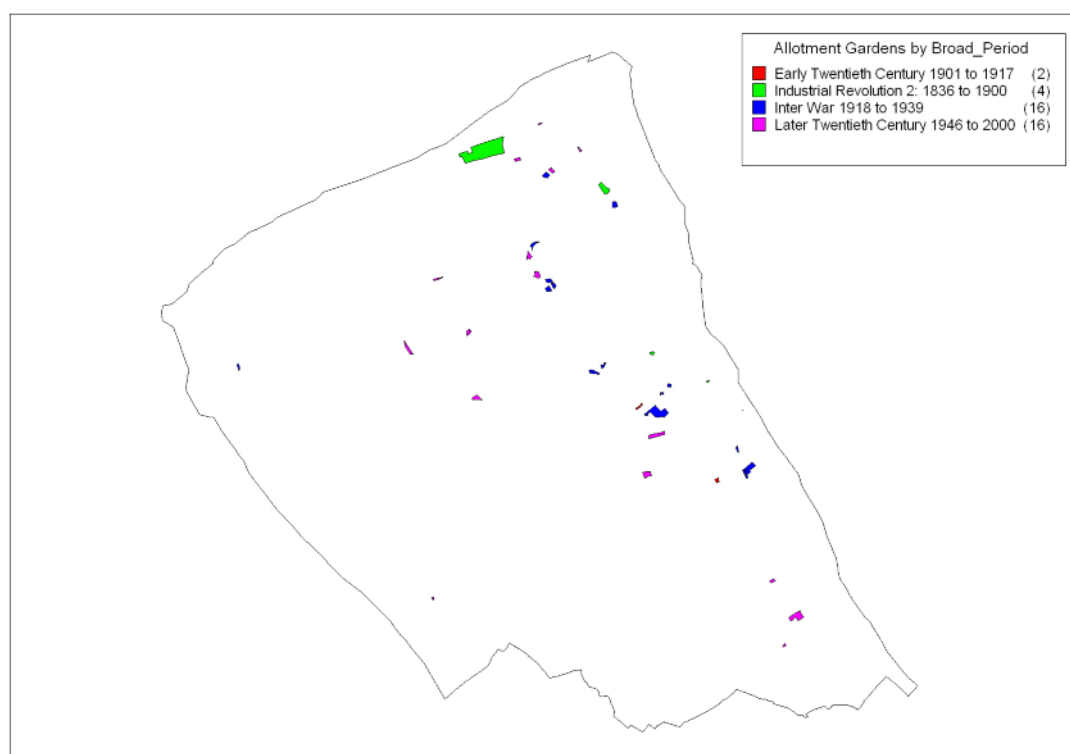 Allotment Gardens by Broad_Period
Early Twentieth Century 1901 to 1917 (2)
Industrial Revolution 2: 1836 to 1900 (4)
Inter War 1918 to 1939 (16)
Later Twentieth Century 1946 to 2000 (16)